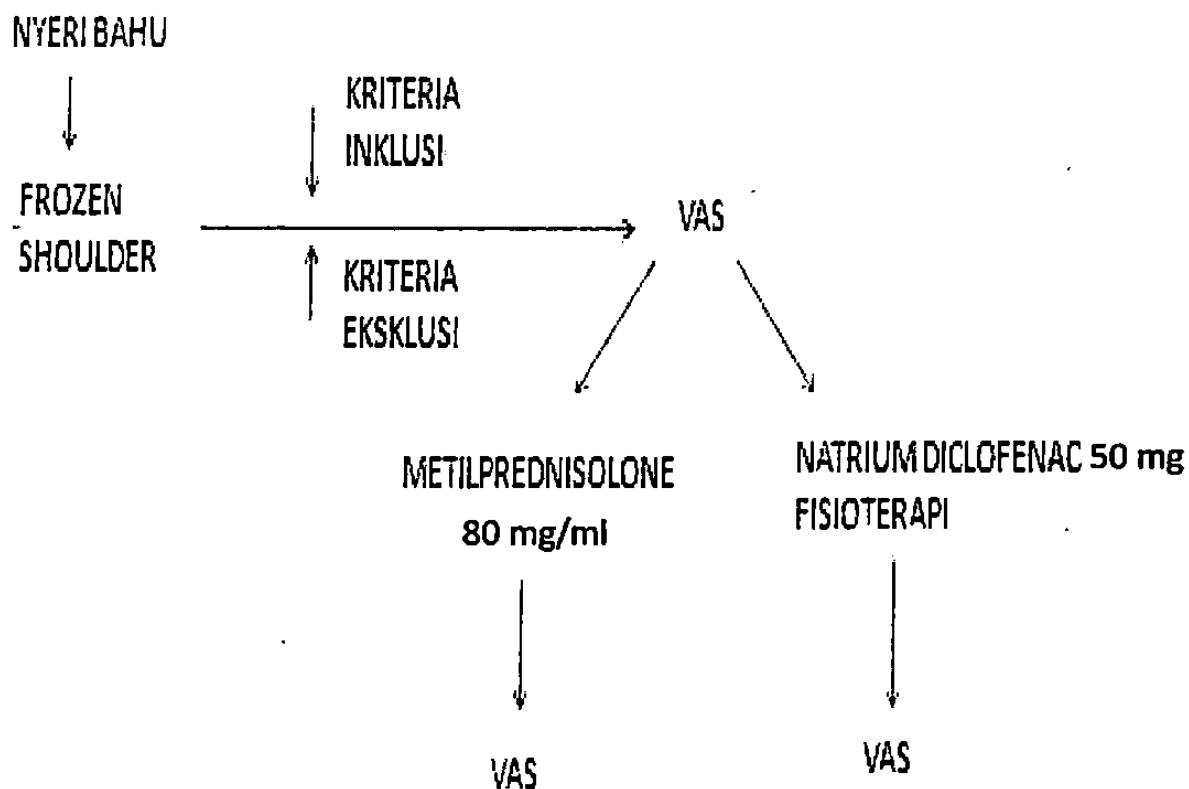 NYERI BAHU
KRITERIA
INKLUSI
FROZEN
SHOULDER
VAS
KRITERIA
EKSKLUSI
METILPREDNISOLONE
80 mg/ml
NATRIUM DICLOFENAC 50 mg
FISIOTERAPI
VAS
VAS